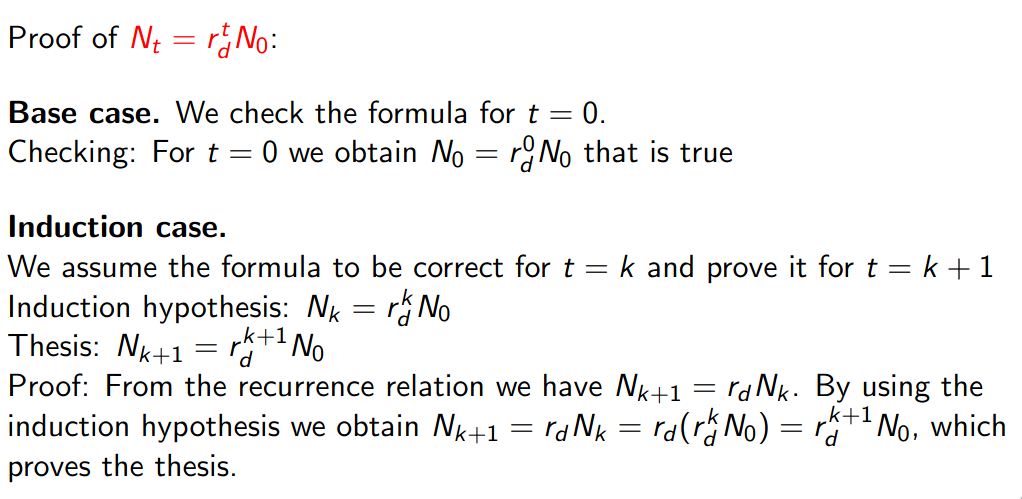 Proof of $N_t = r_d^t N_0$:
Base case. We check the formula for $t = 0$.
Checking: For $t = 0$ we obtain $N_0 = r_d^0 N_0$ that is true
Induction case.
We assume the formula to be correct for $t = k$ and prove it for $t = k + 1$
Induction hypothesis: $N_k = r_d^k N_0$
Thesis: $N_{k+1} = r_d^{k+1} N_0$
Proof: From the recurrence relation we have $N_{k+1} = r_d N_k$. By using the
induction hypothesis we obtain $N_{k+1} = r_d N_k = r_d(r_d^k N_0) = r_d^{k+1} N_0$, which
proves the thesis.